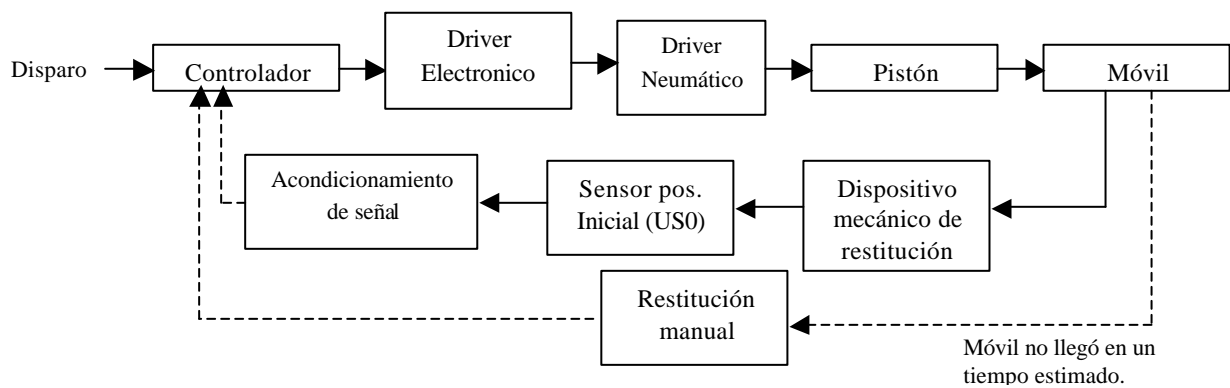 Disparo
Controlador
Driver
Electronico
Driver
Neumático
Pistón
Móvil
Acondicionamiento
de señal
Sensor pos.
Inicial (US0)
Dispositivo
mecánico de
restitución
Restitución
manual
Móvil no llegó en un
tiempo estimado.